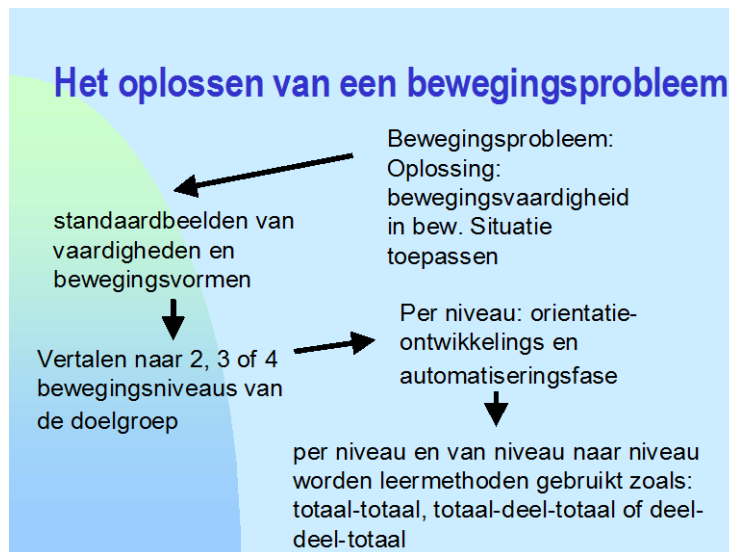 Het oplossen van een bewegingsprobleem
Bewegingsprobleem:
Oplossing:
bewegingsvaardigheid
in bew. Situatie
toepassen
standaardbeelden van
vaardigheden en
bewegingsvormen
Vertalen naar 2, 3 of 4
bewegingsniveaus van
de doelgroep
Per niveau: orientatie-
ontwikkelings en
automatiseringsfase
per niveau en van niveau naar niveau
worden leermethoden gebruikt zoals:
totaal-totaal, totaal-deel-totaal of deel-
deel-totaal